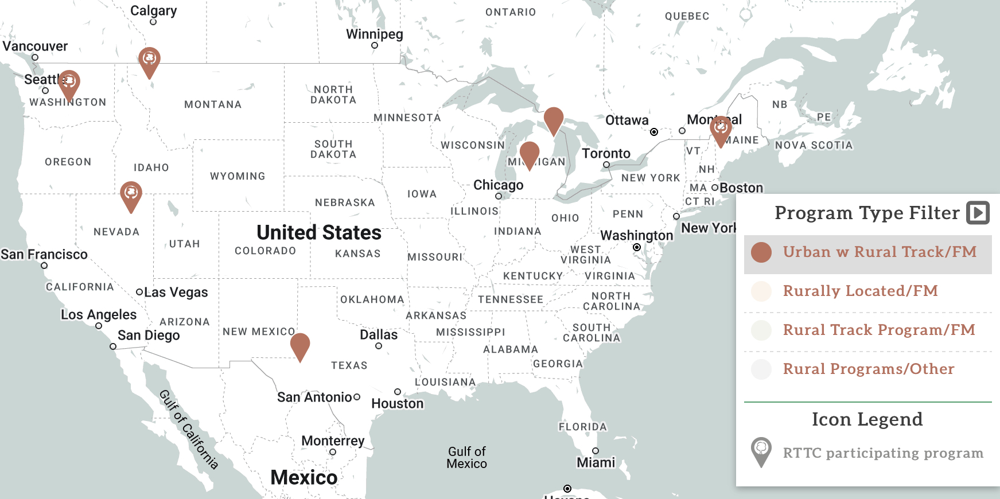 Calgary
ONTARIO
QUEBEC
Winnipeg
Vancouver
Seattle
WASHINGTON
MONTANA
NORTH
DAKOTA
MINNESOTA
Ottawa
Montreal
NB
PE
MAINE
NOVA SCOTIA
OREGON
IDAHO
WYOMING
SOUTH
DAKOTA
WISCONSIN
MICHIGAN
Toronto
VT
NH
NEW YORK
Chicago
MA
Boston
CT RI
IOWA
NEBRASKA
ILLINOIS
OHIO
PENN
INDIANA
New York
Washington
NEVADA
UTAH
United States
COLORADO
KANSAS
MISSOURI
WEST
VIRGINIA
San Francisco
KENTUCKY
VIRGINIA
CALIFORNIA
Las Vegas
OKLAHOMA
TENNESSEE
NORTH
CAROLINA
Los Angeles
ARIZONA
NEW MEXICO
ARKANSAS
San Diego
Dallas
MISSISSIPPI
SOUTH
CAROLINA
ALABAMA
TEXAS
GEORGIA
LOUISIANA
San Antonio
Houston
Gulf of California
FLORIDA
Monterrey
Gulf of
Mexico
Miami
Mexico
Program Type Filter
Urban w Rural Track/FM
Rurally Located/FM
Rural Track Program/FM
Rural Programs/Other
Icon Legend
RTTC participating program